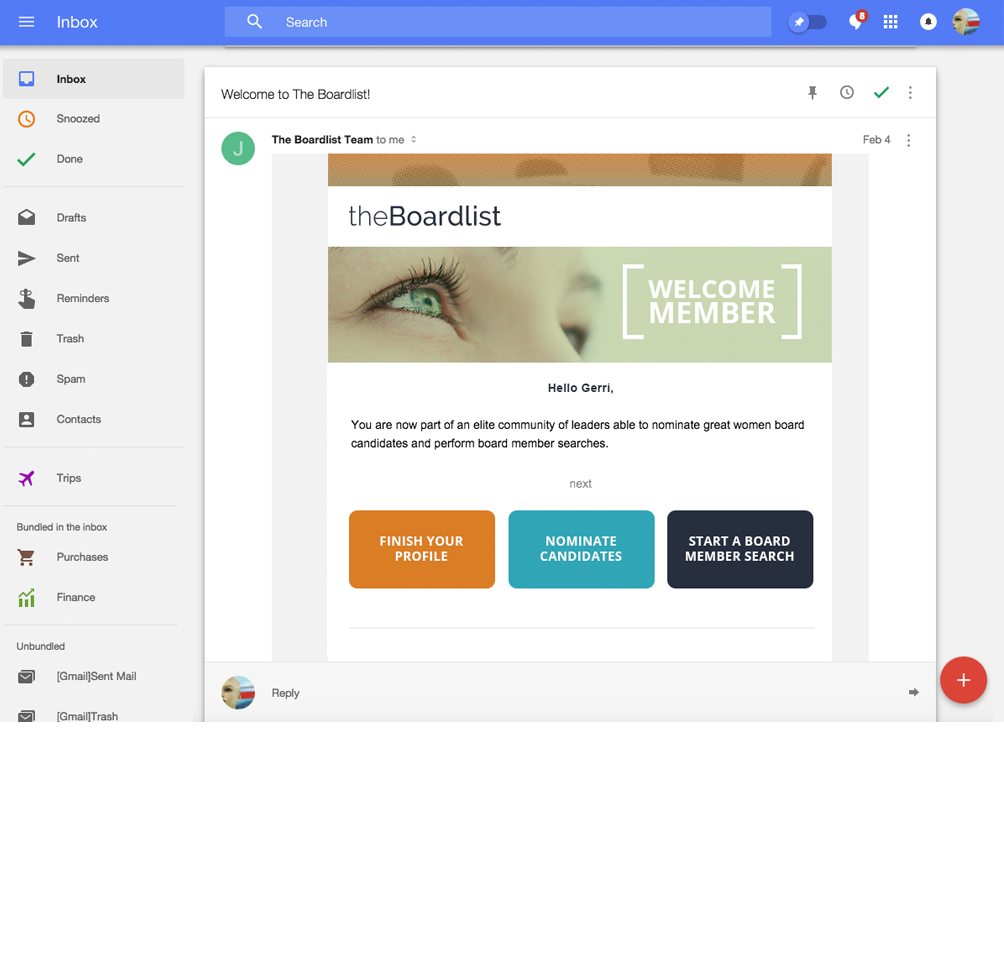 Inbox
Search
8
Inbox
Snoozed
Done
Drafts
Sent
Reminders
Trash
Spam
Contacts
Trips
Bundled in the inbox
Purchases
Finance
Unbundled
[Gmail]Sent Mail
[Gmail]Trash
Welcome to The Boardlist!
J
The Boardlist Team to me
Feb 4
theBoardlist
WELCOME
MEMBER
Hello Gerri,
You are now part of an elite community of leaders able to nominate great women board
candidates and perform board member searches.
next
FINISH YOUR
PROFILE
NOMINATE
CANDIDATES
START A BOARD
MEMBER SEARCH
Reply